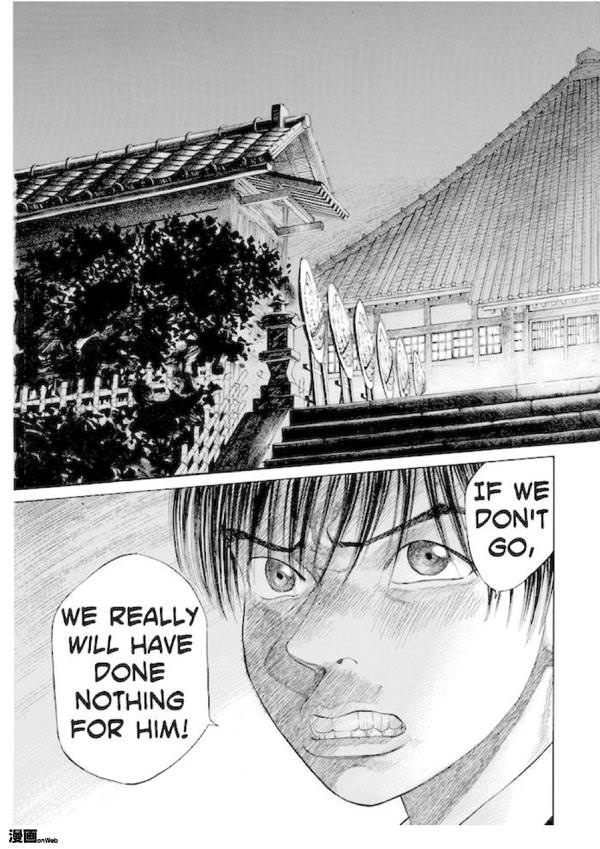 IF WE
DON'T
GO,
WE REALLY
WILL HAVE
DONE
NOTHING
FOR HIM!
漫画onWeb